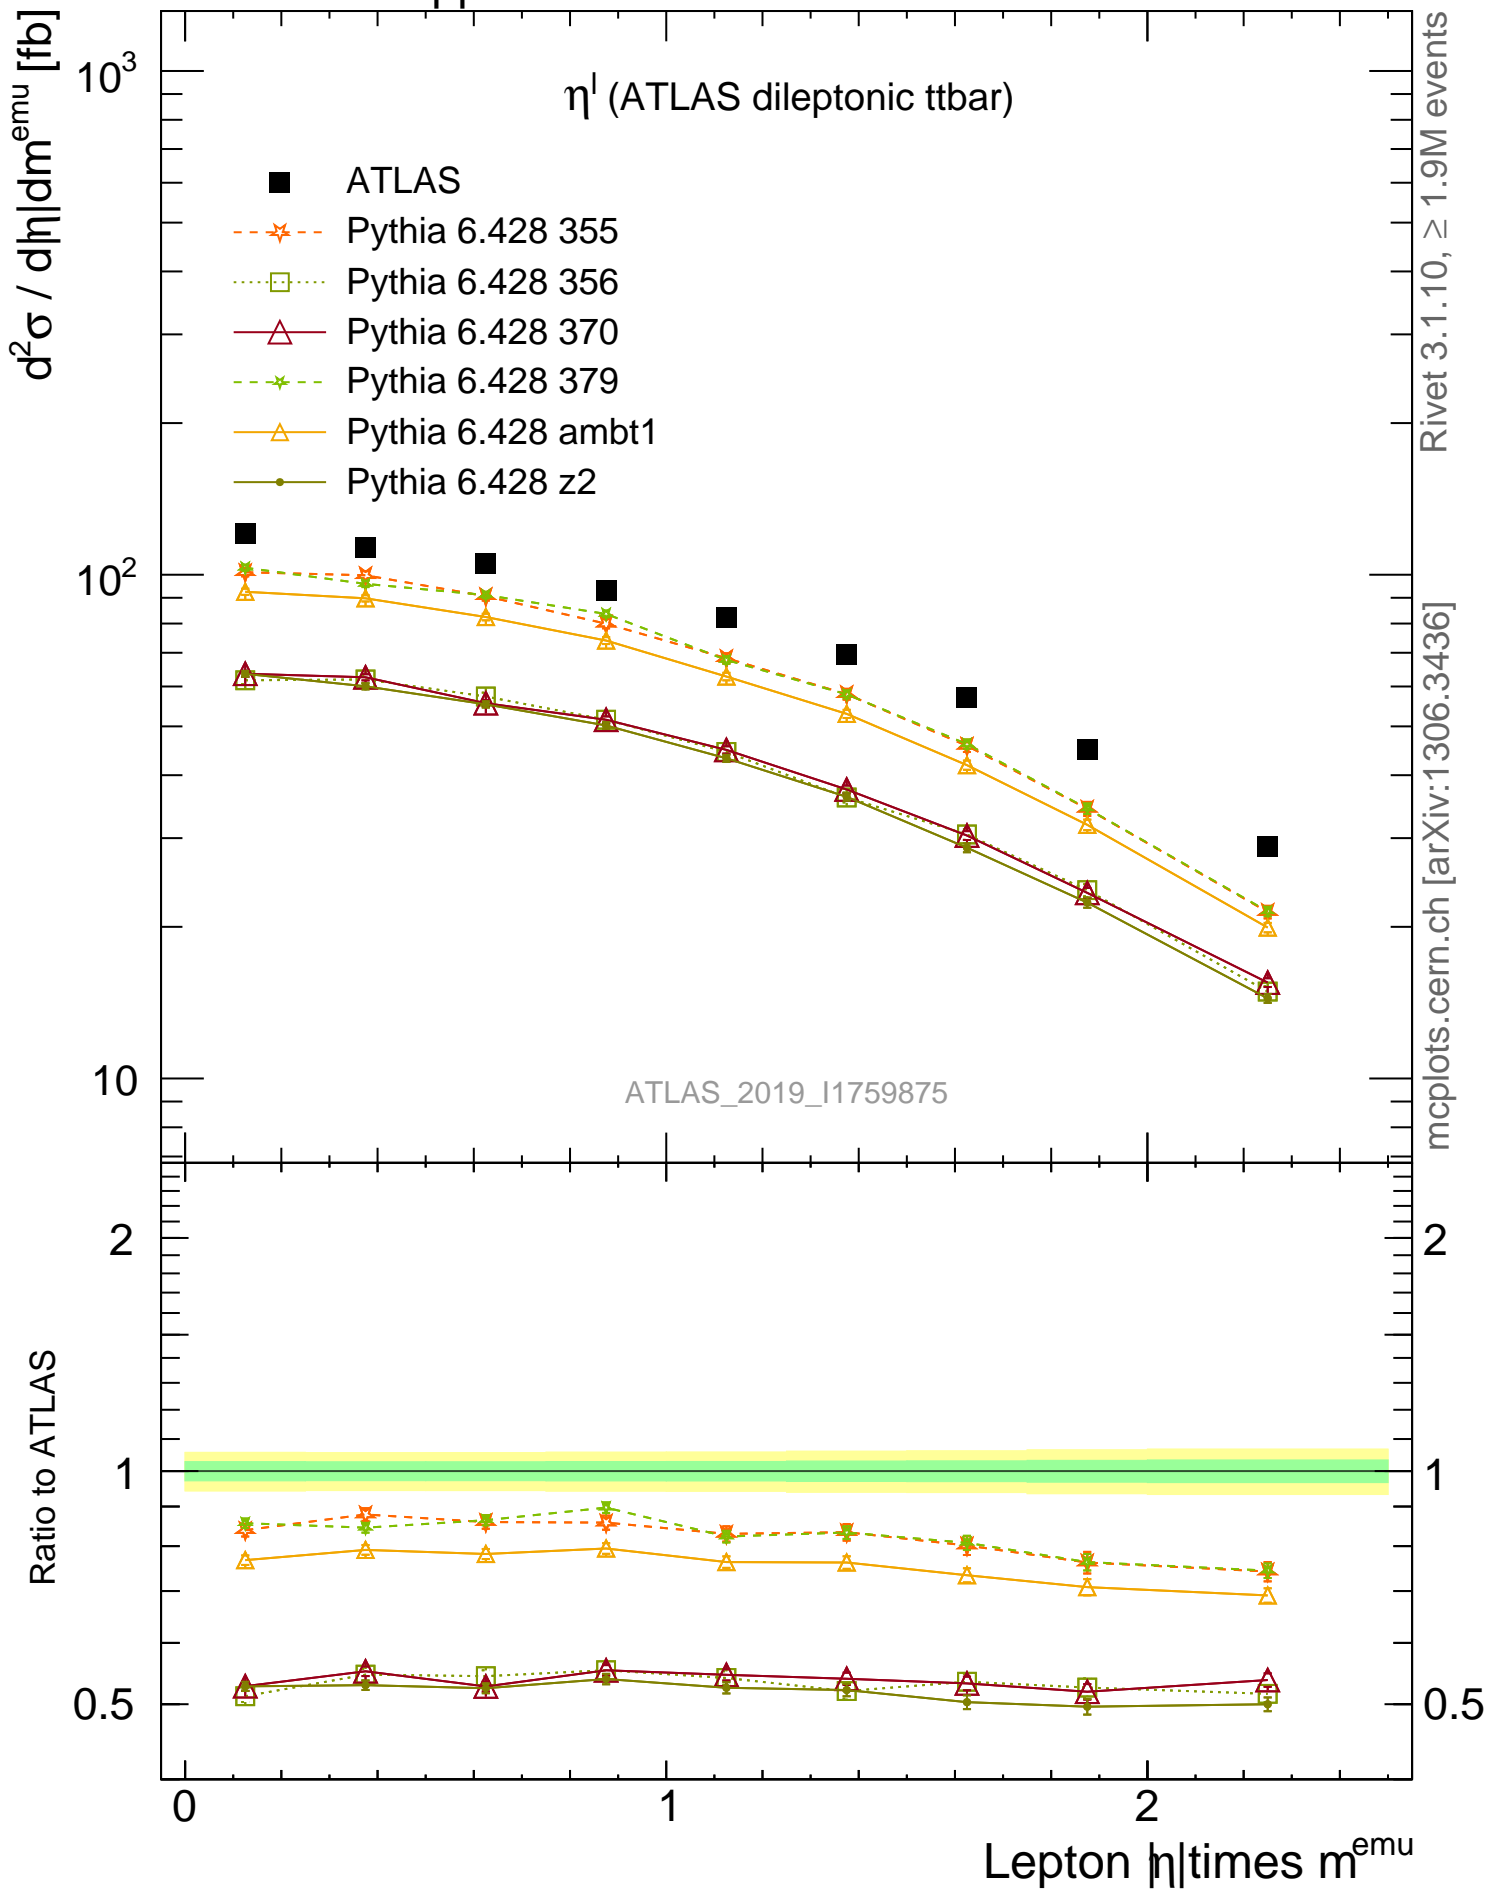 d²σ / d|η|dm^emu [fb]
η^l (ATLAS dileptonic ttbar)
ATLAS
Pythia 6.428 355
Pythia 6.428 356
Pythia 6.428 370
Pythia 6.428 379
Pythia 6.428 ambt1
Pythia 6.428 z2
10³
10²
10
ATLAS_2019_I1759875
Rivet 3.1.10, ≥ 1.9M events
mcplots.cern.ch [arXiv:1306.3436]
Ratio to ATLAS
2
1
0.5
2
1
0.5
0 1 2
Lepton |η|times m^emu